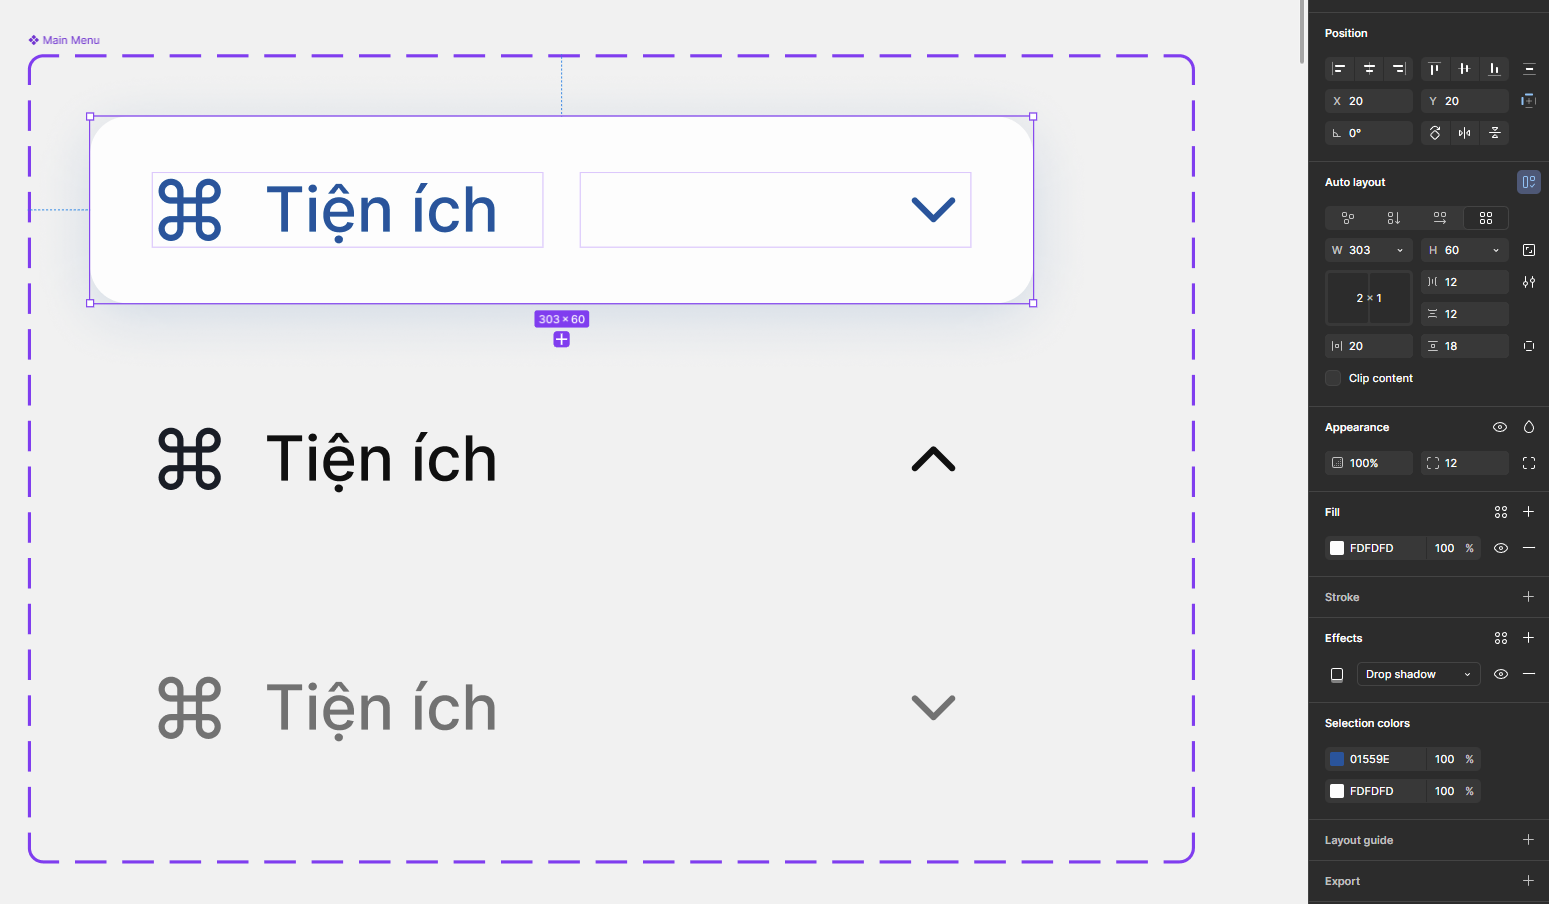 Main Menu
Tiện ích
303 × 60
Tiện ích
Tiện ích
Position
X 20
Y 20
0°
Auto layout
W 303
H 60
2 × 1
12
12
20
18
Clip content
Appearance
100%
12
Fill
FDFDFD 100 %
Stroke
Effects
Drop shadow
Selection colors
01559E 100 %
FDFDFD 100 %
Layout guide
Export